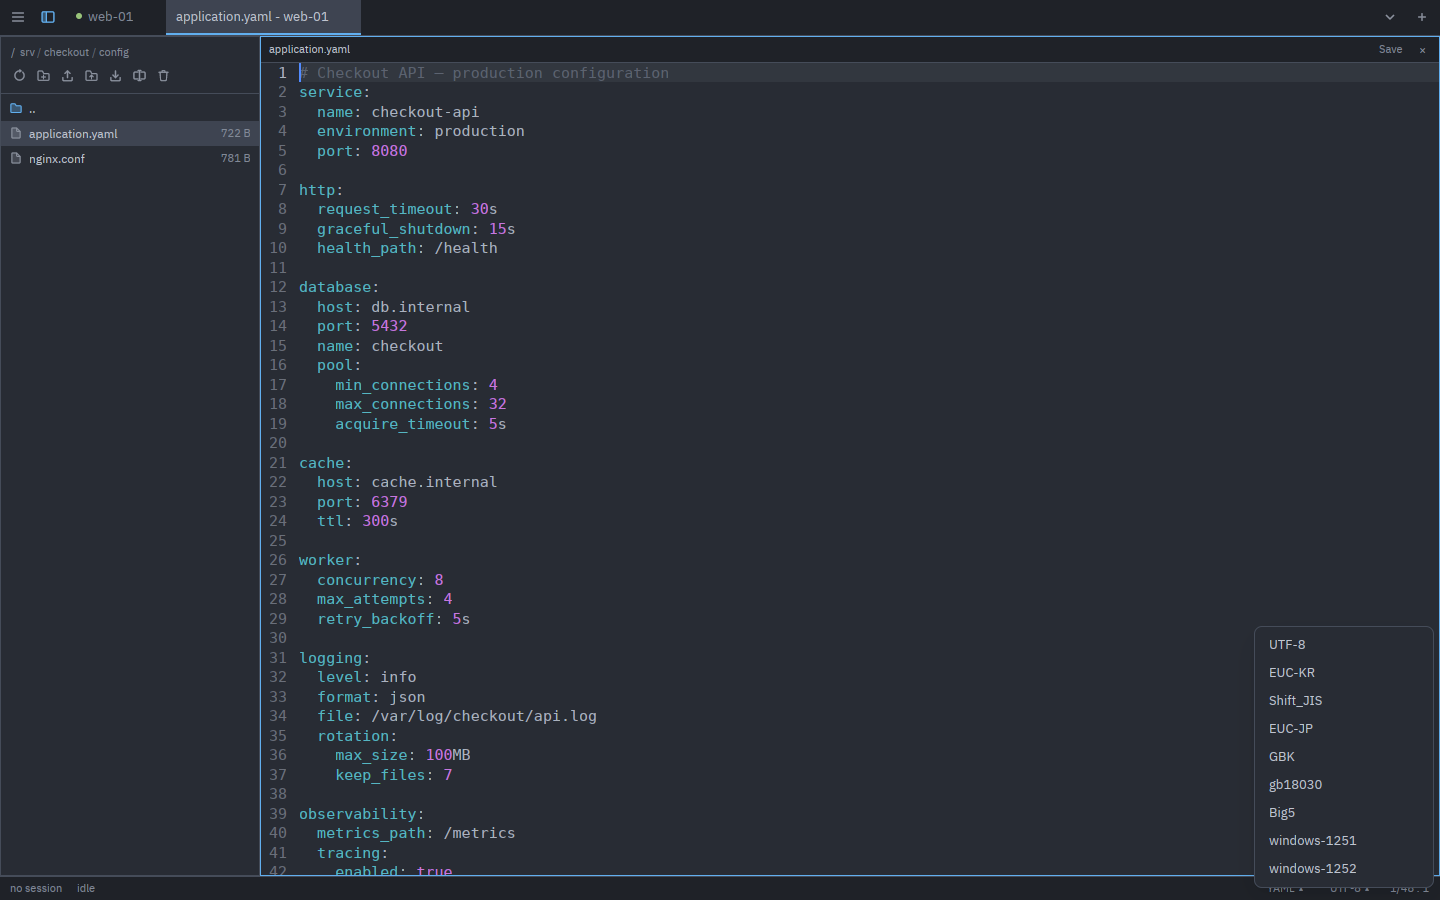 web-01
application.yaml - web-01
/ srv / checkout / config
..
application.yaml 722 B
nginx.conf 781 B
application.yaml
Save ×
1 # Checkout API — production configuration
2 service:
3 name: checkout-api
4 environment: production
5 port: 8080
6
7 http:
8 request_timeout: 30s
9 graceful_shutdown: 15s
10 health_path: /health
11
12 database:
13 host: db.internal
14 port: 5432
15 name: checkout
16 pool:
17 min_connections: 4
18 max_connections: 32
19 acquire_timeout: 5s
20
21 cache:
22 host: cache.internal
23 port: 6379
24 ttl: 300s
25
26 worker:
27 concurrency: 8
28 max_attempts: 4
29 retry_backoff: 5s
30
31 logging:
32 level: info
33 format: json
34 file: /var/log/checkout/api.log
35 rotation:
36 max_size: 100MB
37 keep_files: 7
38
39 observability:
40 metrics_path: /metrics
41 tracing:
42 enabled: true
UTF-8
EUC-KR
Shift_JIS
EUC-JP
GBK
gb18030
Big5
windows-1251
windows-1252
no session idle
YAML UTF-8